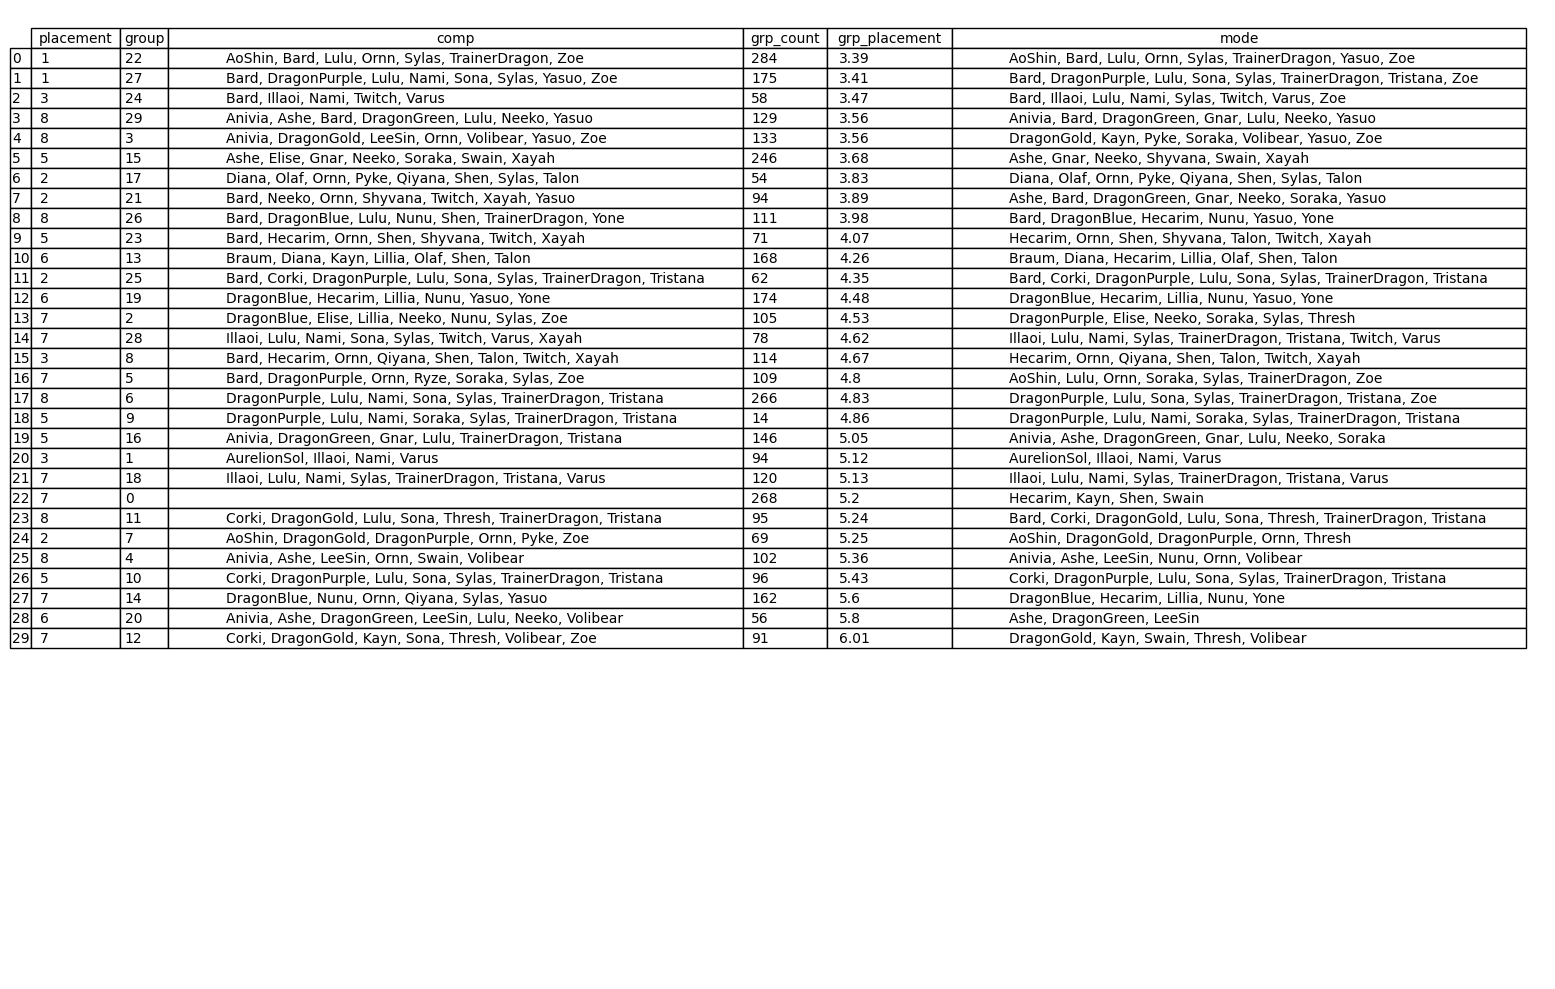 placement group comp grp_count grp_placement mode
0 1 22 AoShin, Bard, Lulu, Ornn, Sylas, TrainerDragon, Zoe 284 3.39 AoShin, Bard, Lulu, Ornn, Sylas, TrainerDragon, Yasuo, Zoe
1 1 27 Bard, DragonPurple, Lulu, Nami, Sona, Sylas, Yasuo, Zoe 175 3.41 Bard, DragonPurple, Lulu, Sona, Sylas, TrainerDragon, Tristana, Zoe
2 3 24 Bard, Illaoi, Nami, Twitch, Varus 58 3.47 Bard, Illaoi, Lulu, Nami, Sylas, Twitch, Varus, Zoe
3 8 29 Anivia, Ashe, Bard, DragonGreen, Lulu, Neeko, Yasuo 129 3.56 Anivia, Bard, DragonGreen, Gnar, Lulu, Neeko, Yasuo
4 8 3 Anivia, DragonGold, LeeSin, Ornn, Volibear, Yasuo, Zoe 133 3.56 DragonGold, Kayn, Pyke, Soraka, Volibear, Yasuo, Zoe
5 5 15 Ashe, Elise, Gnar, Neeko, Soraka, Swain, Xayah 246 3.68 Ashe, Gnar, Neeko, Shyvana, Swain, Xayah
6 2 17 Diana, Olaf, Ornn, Pyke, Qiyana, Shen, Sylas, Talon 54 3.83 Diana, Olaf, Ornn, Pyke, Qiyana, Shen, Sylas, Talon
7 2 21 Bard, Neeko, Ornn, Shyvana, Twitch, Xayah, Yasuo 94 3.89 Ashe, Bard, DragonGreen, Gnar, Neeko, Soraka, Yasuo
8 8 26 Bard, DragonBlue, Lulu, Nunu, Shen, TrainerDragon, Yone 111 3.98 Bard, DragonBlue, Hecarim, Nunu, Yasuo, Yone
9 5 23 Bard, Hecarim, Ornn, Shen, Shyvana, Twitch, Xayah 71 4.07 Hecarim, Ornn, Shen, Shyvana, Talon, Twitch, Xayah
10 6 13 Braum, Diana, Kayn, Lillia, Olaf, Shen, Talon 168 4.26 Braum, Diana, Hecarim, Lillia, Olaf, Shen, Talon
11 2 25 Bard, Corki, DragonPurple, Lulu, Sona, Sylas, TrainerDragon, Tristana 62 4.35 Bard, Corki, DragonPurple, Lulu, Sona, Sylas, TrainerDragon, Tristana
12 6 19 DragonBlue, Hecarim, Lillia, Nunu, Yasuo, Yone 174 4.48 DragonBlue, Hecarim, Lillia, Nunu, Yasuo, Yone
13 7 2 DragonBlue, Elise, Lillia, Neeko, Nunu, Sylas, Zoe 105 4.53 DragonPurple, Elise, Neeko, Soraka, Sylas, Thresh
14 7 28 Illaoi, Lulu, Nami, Sona, Sylas, Twitch, Varus, Xayah 78 4.62 Illaoi, Lulu, Nami, Sylas, TrainerDragon, Tristana, Twitch, Varus
15 3 8 Bard, Hecarim, Ornn, Qiyana, Shen, Talon, Twitch, Xayah 114 4.67 Hecarim, Ornn, Qiyana, Shen, Talon, Twitch, Xayah
16 7 5 Bard, DragonPurple, Ornn, Ryze, Soraka, Sylas, Zoe 109 4.8 AoShin, Lulu, Ornn, Soraka, Sylas, TrainerDragon, Zoe
17 8 6 DragonPurple, Lulu, Nami, Sona, Sylas, TrainerDragon, Tristana 266 4.83 DragonPurple, Lulu, Sona, Sylas, TrainerDragon, Tristana, Zoe
18 5 9 DragonPurple, Lulu, Nami, Soraka, Sylas, TrainerDragon, Tristana 14 4.86 DragonPurple, Lulu, Nami, Soraka, Sylas, TrainerDragon, Tristana
19 5 16 Anivia, DragonGreen, Gnar, Lulu, TrainerDragon, Tristana 146 5.05 Anivia, Ashe, DragonGreen, Gnar, Lulu, Neeko, Soraka
20 3 1 AurelionSol, Illaoi, Nami, Varus 94 5.12 AurelionSol, Illaoi, Nami, Varus
21 7 18 Illaoi, Lulu, Nami, Sylas, TrainerDragon, Tristana, Varus 120 5.13 Illaoi, Lulu, Nami, Sylas, TrainerDragon, Tristana, Varus
22 7 0 268 5.2 Hecarim, Kayn, Shen, Swain
23 8 11 Corki, DragonGold, Lulu, Sona, Thresh, TrainerDragon, Tristana 95 5.24 Bard, Corki, DragonGold, Lulu, Sona, Thresh, TrainerDragon, Tristana
24 2 7 AoShin, DragonGold, DragonPurple, Ornn, Pyke, Zoe 69 5.25 AoShin, DragonGold, DragonPurple, Ornn, Thresh
25 8 4 Anivia, Ashe, LeeSin, Ornn, Swain, Volibear 102 5.36 Anivia, Ashe, LeeSin, Nunu, Ornn, Volibear
26 5 10 Corki, DragonPurple, Lulu, Sona, Sylas, TrainerDragon, Tristana 96 5.43 Corki, DragonPurple, Lulu, Sona, Sylas, TrainerDragon, Tristana
27 7 14 DragonBlue, Nunu, Ornn, Qiyana, Sylas, Yasuo 162 5.6 DragonBlue, Hecarim, Lillia, Nunu, Yone
28 6 20 Anivia, Ashe, DragonGreen, LeeSin, Lulu, Neeko, Volibear 56 5.8 Ashe, DragonGreen, LeeSin
29 7 12 Corki, DragonGold, Kayn, Sona, Thresh, Volibear, Zoe 91 6.01 DragonGold, Kayn, Swain, Thresh, Volibear